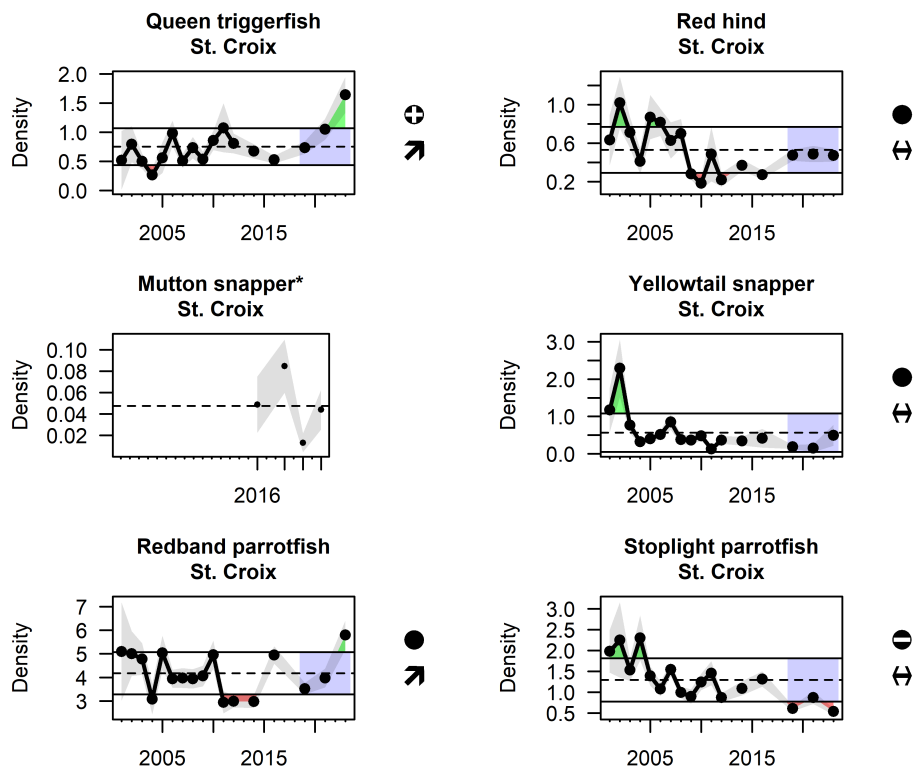 Queen triggerfish
St. Croix
Density
2.0
1.5
1.0
0.5
0.0
2005
2015
Red hind
St. Croix
Density
1.0
0.6
0.2
2005
2015
Mutton snapper*
St. Croix
Density
0.10
0.08
0.06
0.04
0.02
2016
Yellowtail snapper
St. Croix
Density
3.0
2.0
1.0
0.0
2005
2015
Redband parrotfish
St. Croix
Density
7
6
5
4
3
2005
2015
Stoplight parrotfish
St. Croix
Density
3.0
2.5
2.0
1.5
1.0
0.5
2005
2015